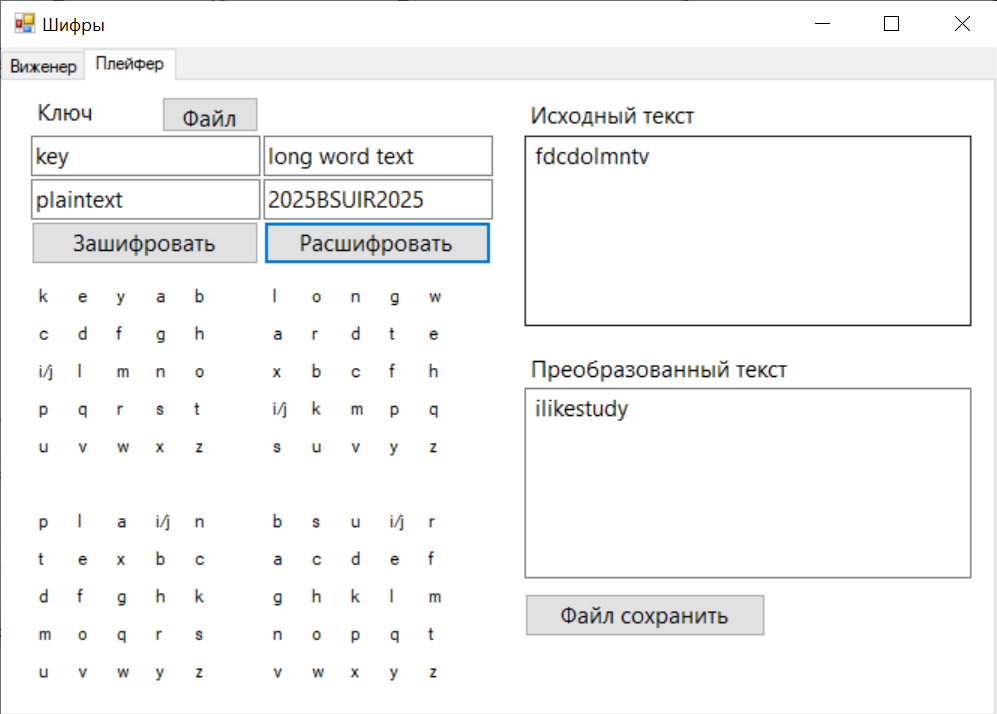 Шифры
Виженер Плейфер
Ключ Файл
key long word text
plaintext 2025BSUIR2025
Зашифровать Расшифровать
k e y a b l o n g w
c d f g h a r d t e
i/j l m n o x b c f h
p q r s t i/j k m p q
u v w x z s u v y z
p l a i/j n b s u i/j r
t e x b c a c d e f
d f g h k g h k l m
m o q r s n o p q t
u v w y z v w x y z
Исходный текст
fdcdolmntv
Преобразованный текст
ilikestudy
Файл сохранить